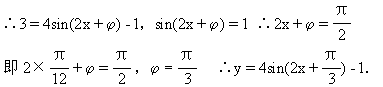 ∴3=4sin(2x+φ)-1, sin(2x+φ)=1 ∴2x+φ=π/2
即 2×π/12+φ=π/2, φ=π/3 ∴y=4sin(2x+π/3)-1.